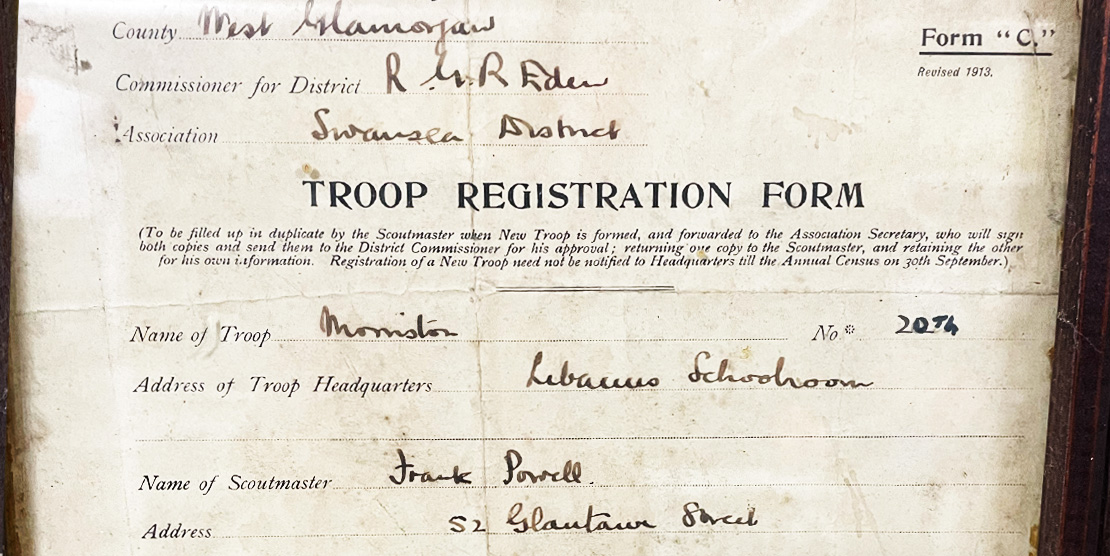 County West Glamorgan
Form "C."
Commissioner for District R G. R Eden
Revised 1913.
Association Swansea District
TROOP REGISTRATION FORM
(To be filled up in duplicate by the Scoutmaster when New Troop is formed, and forwarded to the Association Secretary, who will sign
both copies and send them to the District Commissioner for his approval; returning one copy to the Scoutmaster, and retaining the other
for his own information. Registration of a New Troop need not be notified to Headquarters till the Annual Census on 30th September.)
Name of Troop Morriston No* 20Th
Address of Troop Headquarters Libanus Schoolroom
Name of Scoutmaster Frank Powell.
Address 52 Glantawe Street